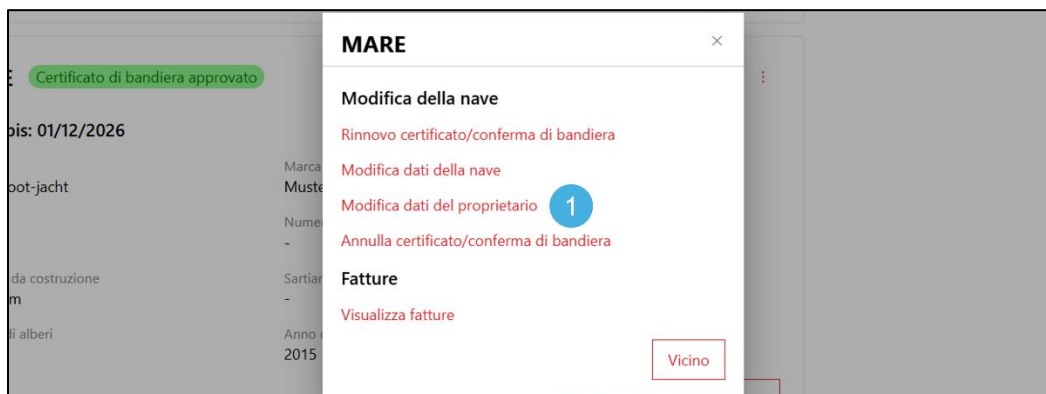 MARE
Certificato di bandiera approvato
Modifica della nave
bis: 01/12/2026
Rinnovo certificato/conferma di bandiera
Marca
Modifica dati della nave
oot-jacht
Muste
Modifica dati del proprietario
1
Nume
-
Annulla certificato/conferma di bandiera
da costruzione
Sartiar
Fatture
m
-
Visualizza fatture
di alberi
Anno
2015
Vicino